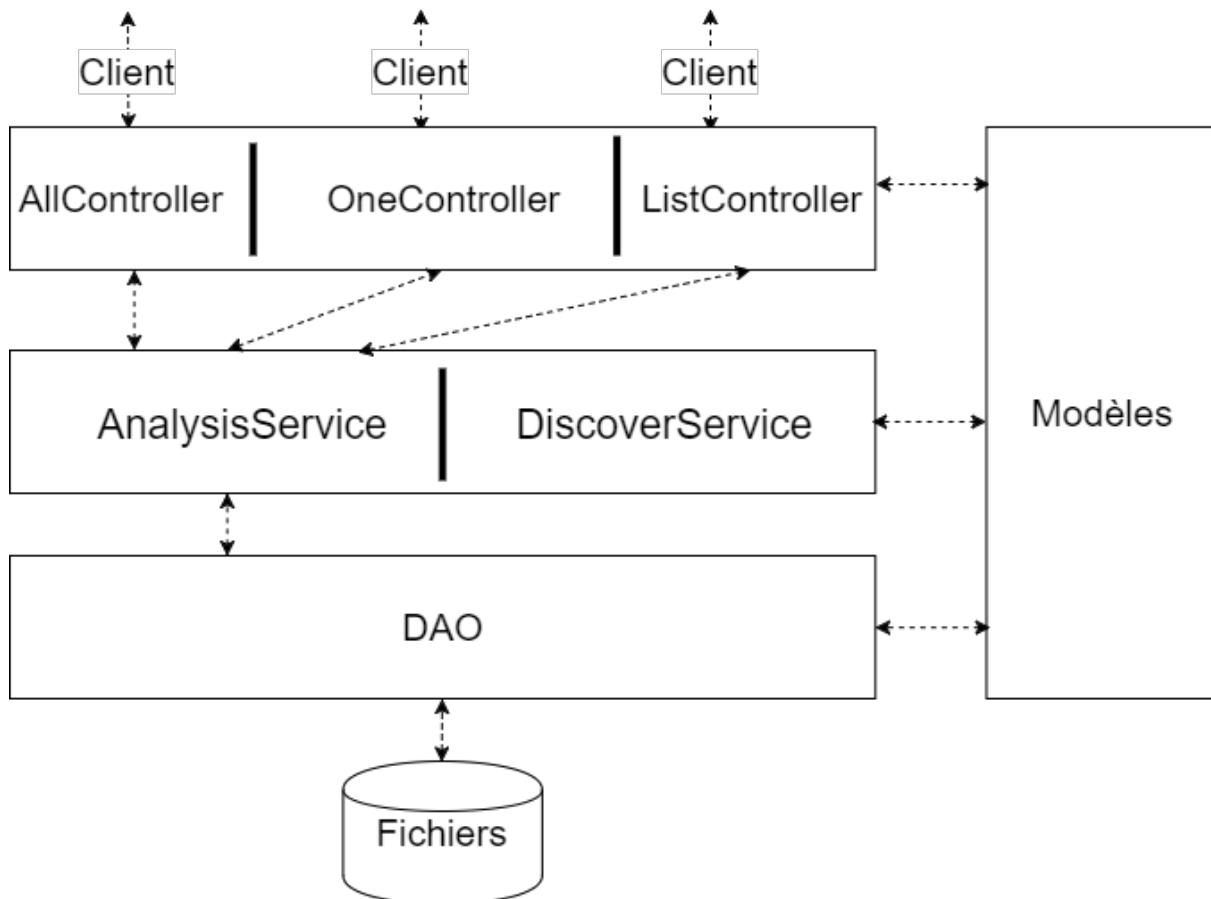 Client
Client
Client
AllController
OneController
ListController
AnalysisService
DiscoverService
Modèles
DAO
Fichiers